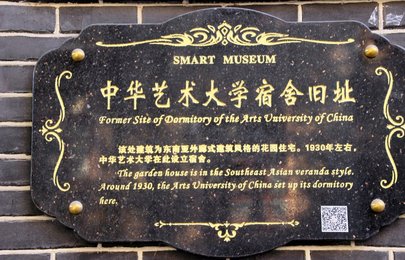 SMART MUSEUM
中华艺术大学宿舍旧址
Former Site of Dormitory of the Arts University of China
该处建筑为东南亚外廊式建筑风格的花园住宅。1930年左右,
中华艺术大学在此设立宿舍。
The garden house is in the Southeast Asian veranda style.
Around 1930, the Arts University of China set up its dormitory
here.